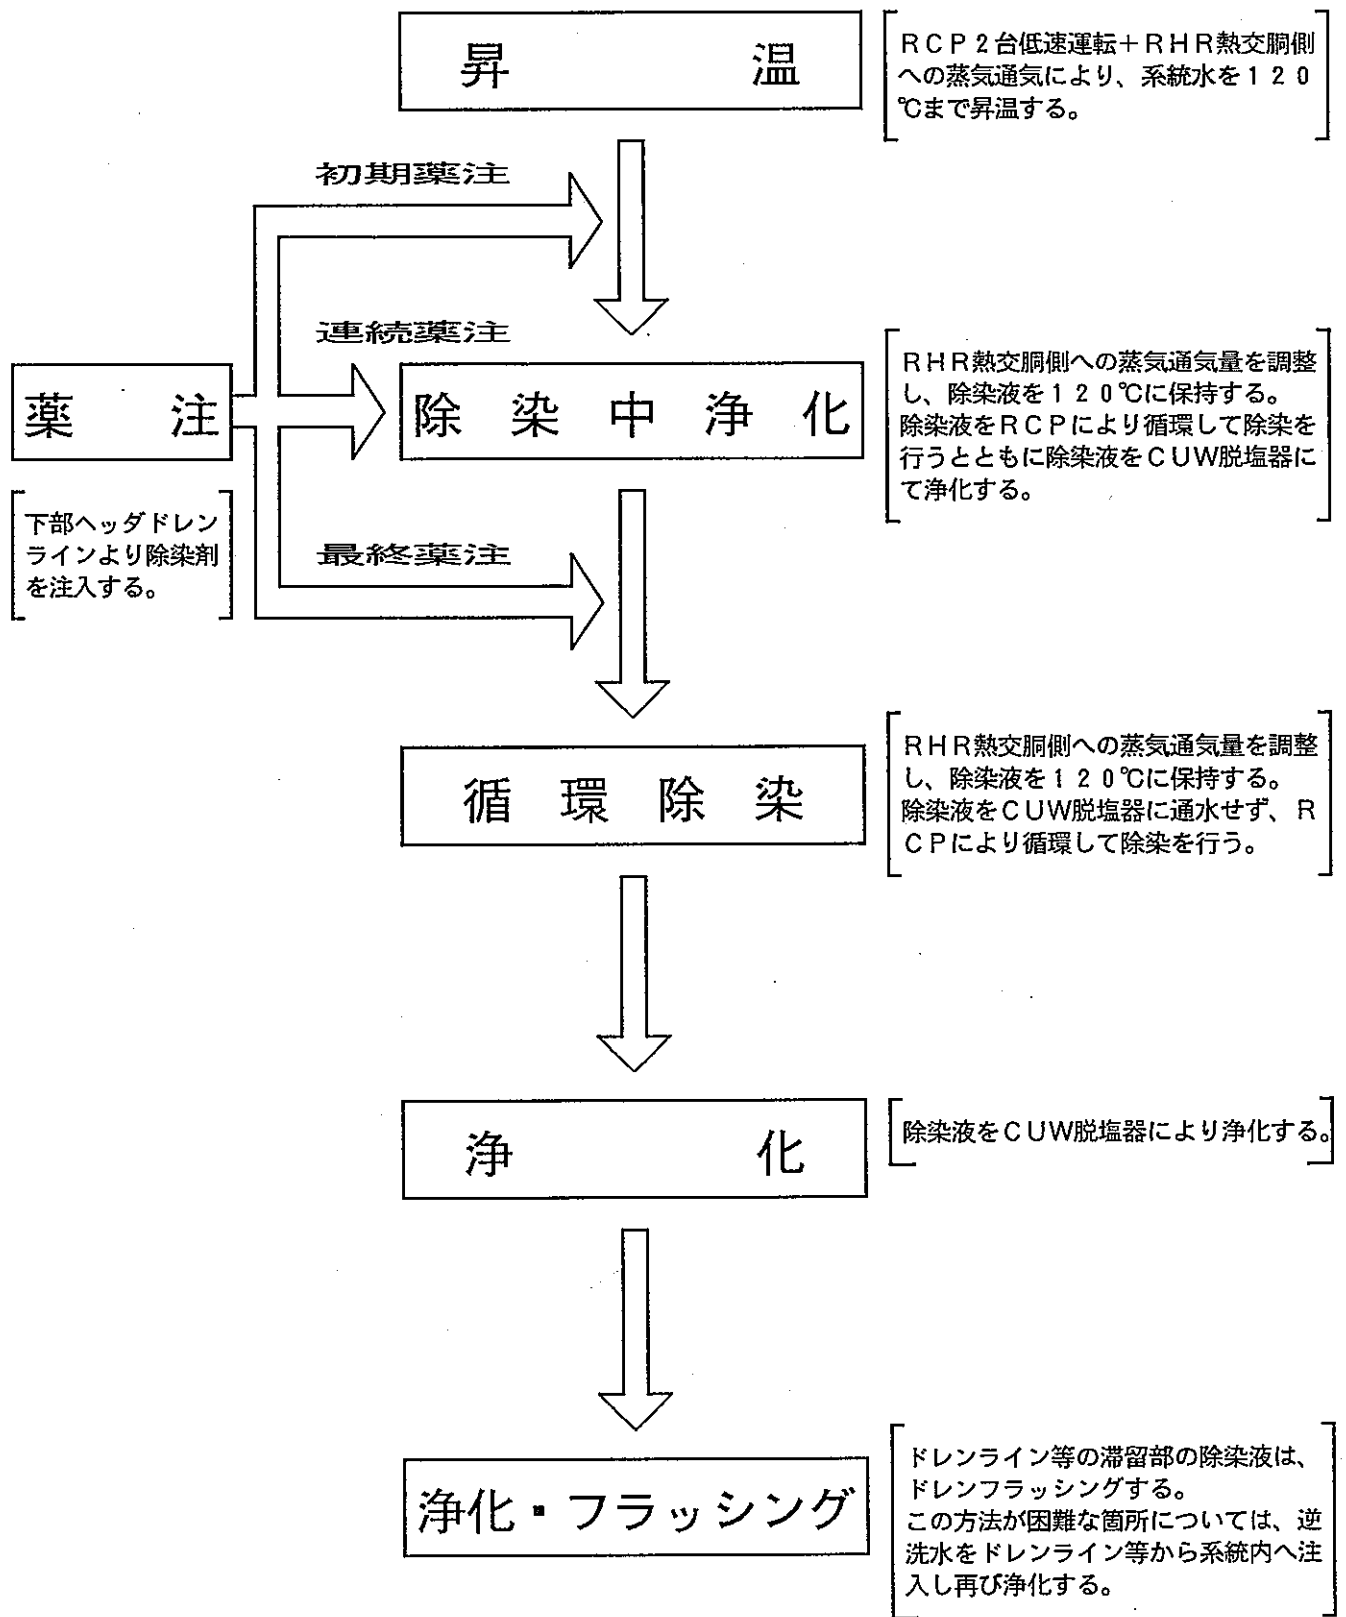 昇温
RCP2台低速運転+RHR熱交胴側
への蒸気通気により、系統水を120
℃まで昇温する。
初期薬注
連続薬注
薬注
除染中浄化
RHR熱交胴側への蒸気通気量を調整
し、除染液を120℃に保持する。
除染液をRCPにより循環して除染を
行うとともに除染液をCUW脱塩器に
て浄化する。
下部ヘッダドレン
ラインより除染剤
を注入する。
最終薬注
循環除染
RHR熱交胴側への蒸気通気量を調整
し、除染液を120℃に保持する。
除染液をCUW脱塩器に通水せず、R
CPにより循環して除染を行う。
浄化
除染液をCUW脱塩器により浄化する。
浄化・フラッシング
ドレンライン等の滞留部の除染液は、
ドレンフラッシングする。
この方法が困難な箇所については、逆
洗水をドレンライン等から系統内へ注
入し再び浄化する。